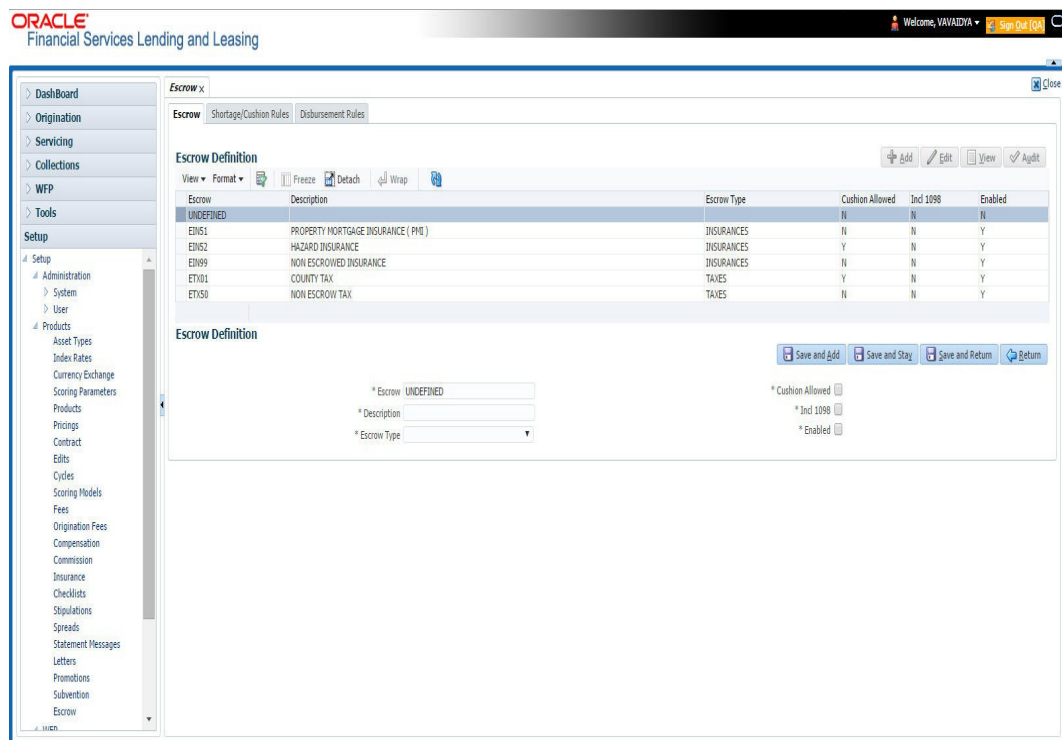 ORACLE
Financial Services Lending and Leasing
Welcome, VAVAIDYA
Sign Out [QA]
DashBoard
Origination
Servicing
Collections
WFP
Tools
Setup
Setup
Administration
System
User
Products
Asset Types
Index Rates
Currency Exchange
Scoring Parameters
Products
Pricings
Contract
Edits
Cycles
Scoring Models
Fees
Origination Fees
Compensation
Commission
Insurance
Checklists
Stipulations
Spreads
Statement Messages
Letters
Promotions
Subvention
Escrow
WFP
Escrow x
Close
Escrow Shortage/Cushion Rules Disbursement Rules
Escrow Definition
Add Edit View Audit
View Format Freeze Detach Wrap
Escrow Description Escrow Type Cushion Allowed Incl 1098 Enabled
UNDEFINED N N N
EIN51 PROPERTY MORTGAGE INSURANCE ( PMI ) INSURANCES N N Y
EIN52 HAZARD INSURANCE INSURANCES Y N Y
EIN99 NON ESCROWED INSURANCE INSURANCES N N Y
ETX01 COUNTY TAX TAXES Y N Y
ETX50 NON ESCROW TAX TAXES N N Y
Escrow Definition
Save and Add Save and Stay Save and Return Return
* Escrow UNDEFINED
* Description
* Escrow Type
* Cushion Allowed
* Incl 1098
* Enabled